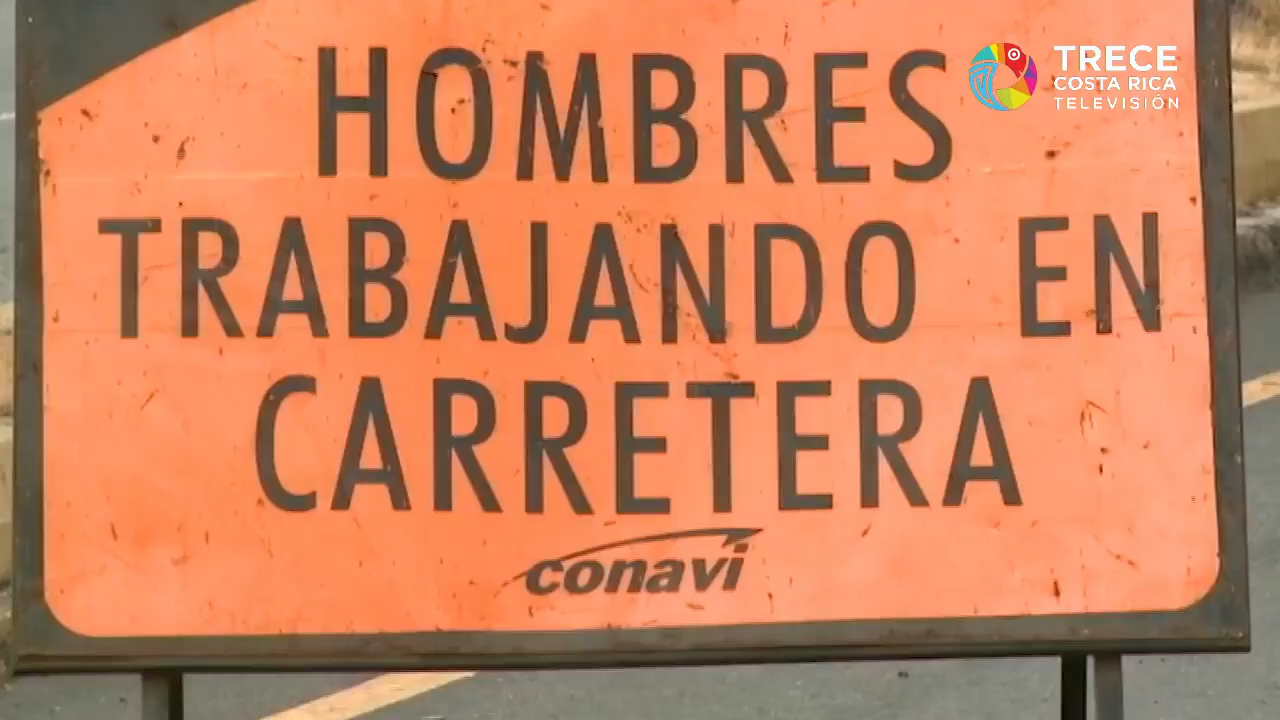 HOMBRES
TRABAJANDO EN
CARRETERA
conavi
TRECE
COSTA RICA
TELEVISIÓN